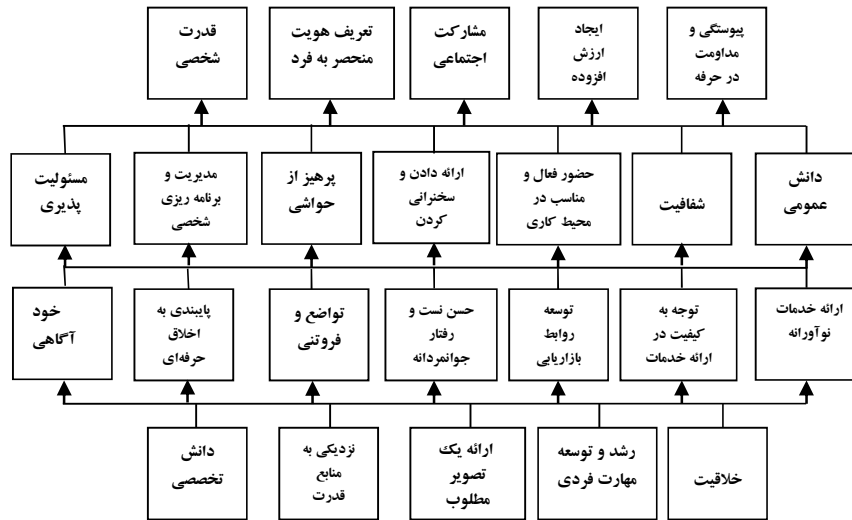 پیوستگی و
مداومت
در حرفه
ایجاد
ارزش
افزوده
مشارکت
اجتماعی
تعریف هویت
منحصر به فرد
قدرت
شخصی
دانش
عمومی
شفافیت
حضور فعال و
مناسب در
محیط کاری
ارائه دادن و
سخنرانی
کردن
پرهیز از
حواشی
مدیریت و
برنامه ریزی
شخصی
مسئولیت
پذیری
ارائه خدمات
نوآورانه
توجه به
کیفیت در
ارائه خدمات
توسعه
روابط
بازاریابی
حسن نست و
رفتار
جوانمردانه
تواضع و
فروتنی
پایبندی به
اخلاق
حرفه‌ای
خود
آگاهی
خلاقیت
رشد و توسعه
مهارت فردی
ارائه یک
تصویر
مطلوب
نزدیکی به
منابع
قدرت
دانش
تخصصی